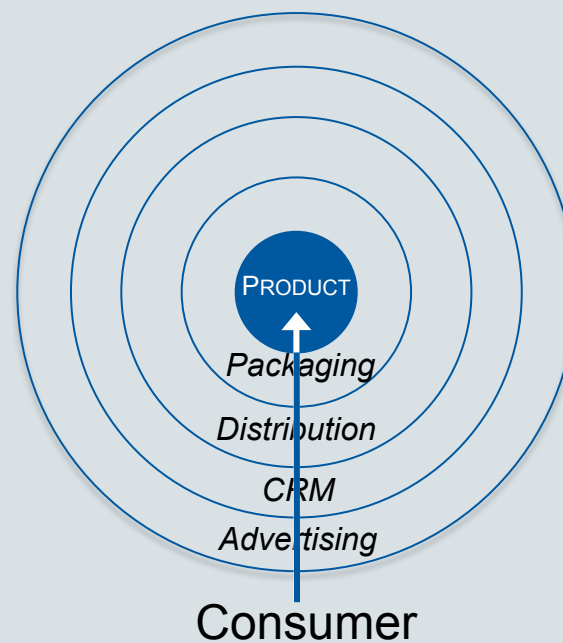 PRODUCT
Packaging
Distribution
CRM
Advertising
Consumer